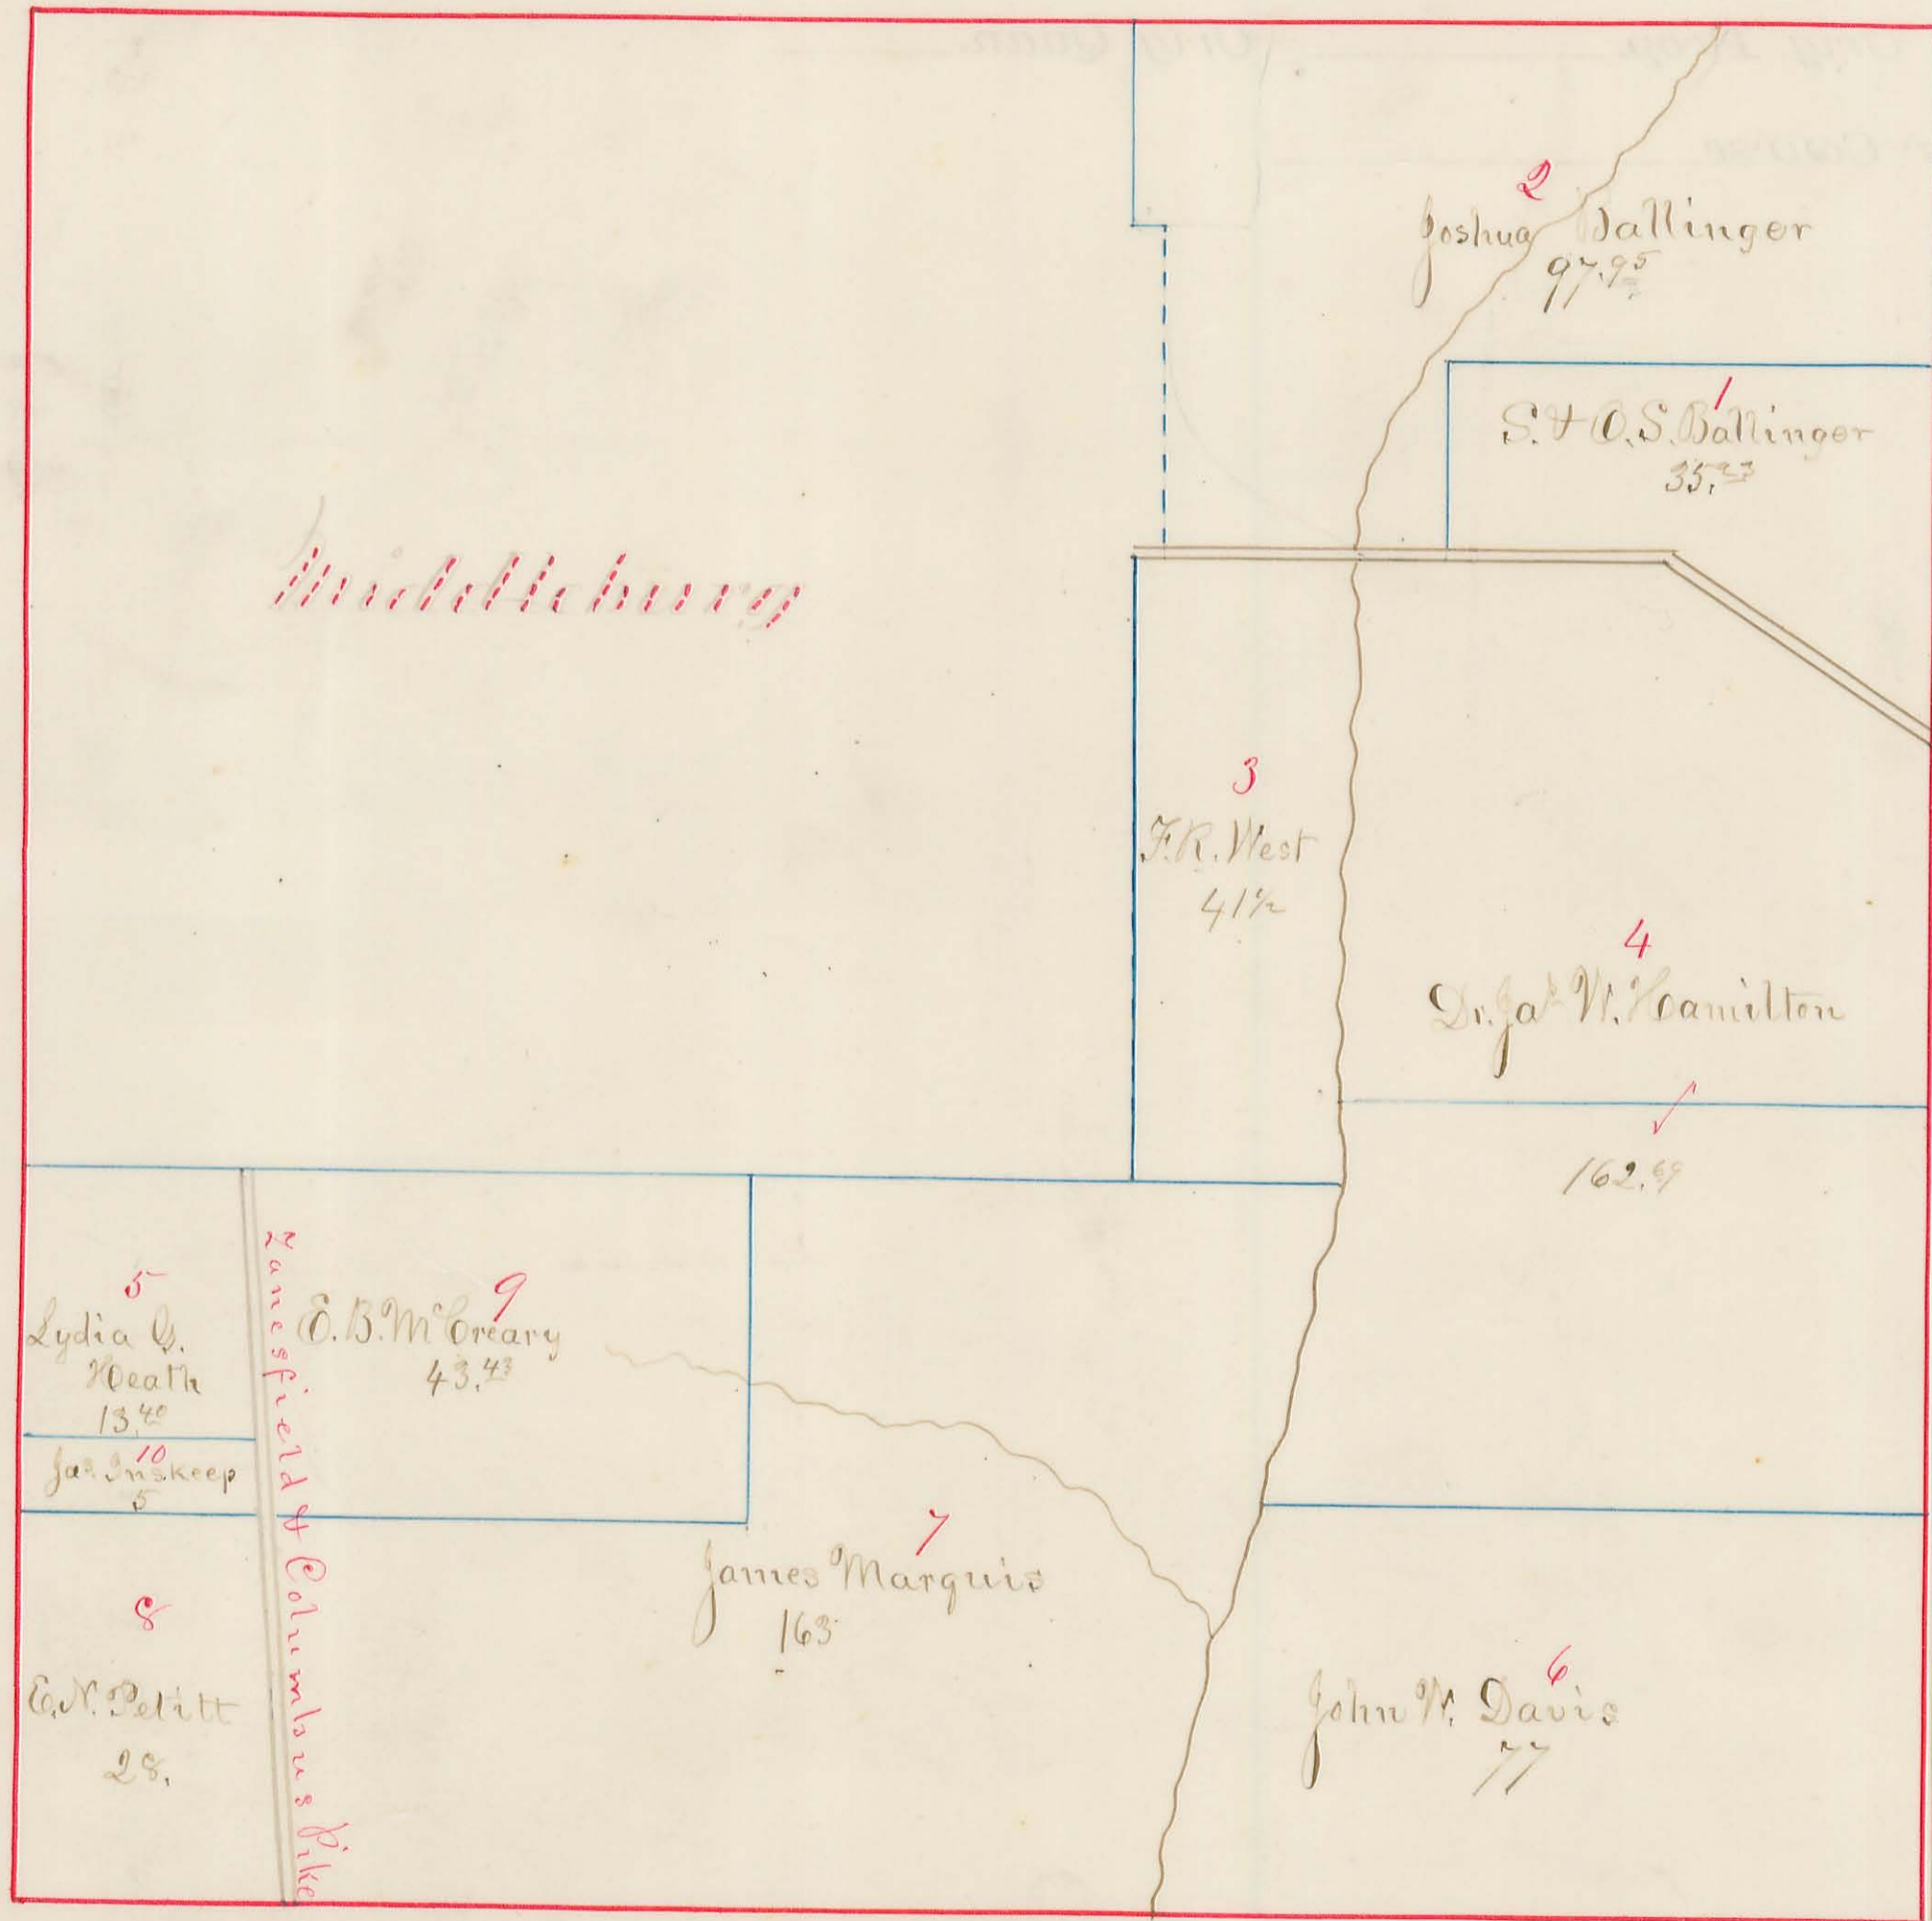 2
Joshua Ballinger
97.95
1
S. & O. S. Ballinger
35.23
Middleburg
3
F. R. West
41 1/2
4
Dr. Jas W. Hamilton
162.69
5
Lydia G.
Heath
13.40
10
Jas Inskeep
5
Zanesfield & Columbus Pike
9
E. B. McCreary
43.43
7
James Marquis
163
8
E. N. Petitt
28.
6
John W. Davis
77